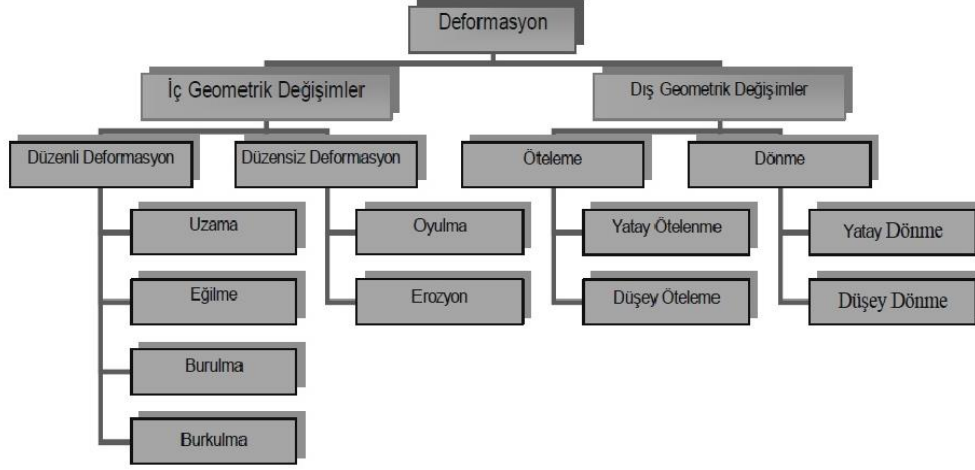 Deformasyon
İç Geometrik Değişimler
Dış Geometrik Değişimler
Düzenli Deformasyon
Düzensiz Deformasyon
Öteleme
Dönme
Uzama
Oyulma
Yatay Ötelenme
Yatay Dönme
Eğilme
Erozyon
Düşey Öteleme
Düşey Dönme
Burulma
Burkulma